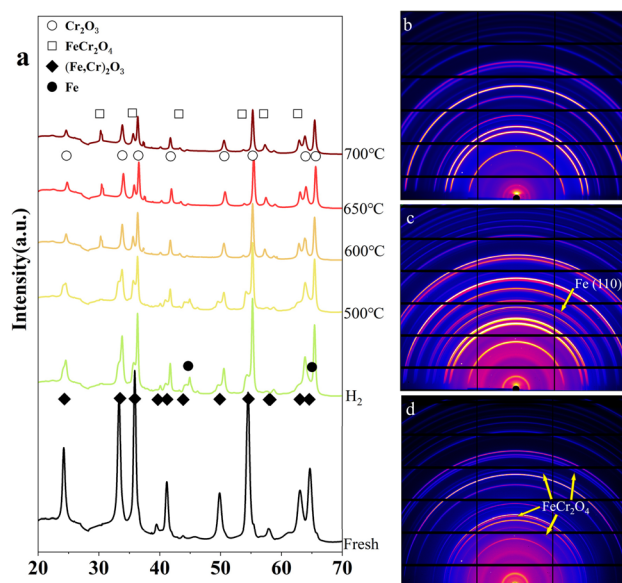 a
Cr₂O₃
FeCr₂O₄
(Fe,Cr)₂O₃
Fe
700℃
650℃
600℃
500℃
H₂
Fresh
Intensity(a.u.)
20 30 40 50 60 70
b
c
Fe (110)
d
FeCr₂O₄